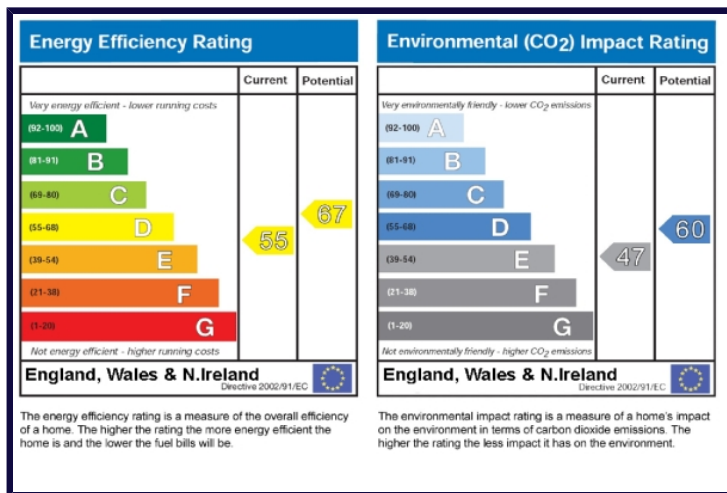 Energy Efficiency Rating
Current Potential
Very energy efficient - lower running costs
(92-100) A
(81-91) B
(69-80) C
(55-68) D
(39-54) E
(21-38) F
(1-20) G
55
67
Not energy efficient - higher running costs
England, Wales & N.Ireland
Directive 2002/91/EC
The energy efficiency rating is a measure of the overall efficiency
of a home. The higher the rating the more energy efficient the
home is and the lower the fuel bills will be.
Environmental (CO2) Impact Rating
Current Potential
Very environmentally friendly - lower CO2 emissions
(92-100) A
(81-91) B
(69-80) C
(55-68) D
(39-54) E
(21-38) F
(1-20) G
47
60
Not environmentally friendly - higher CO2 emissions
England, Wales & N.Ireland
Directive 2002/91/EC
The environmental impact rating is a measure of a home's impact
on the environment in terms of carbon dioxide emissions. The
higher the rating the less impact it has on the environment.